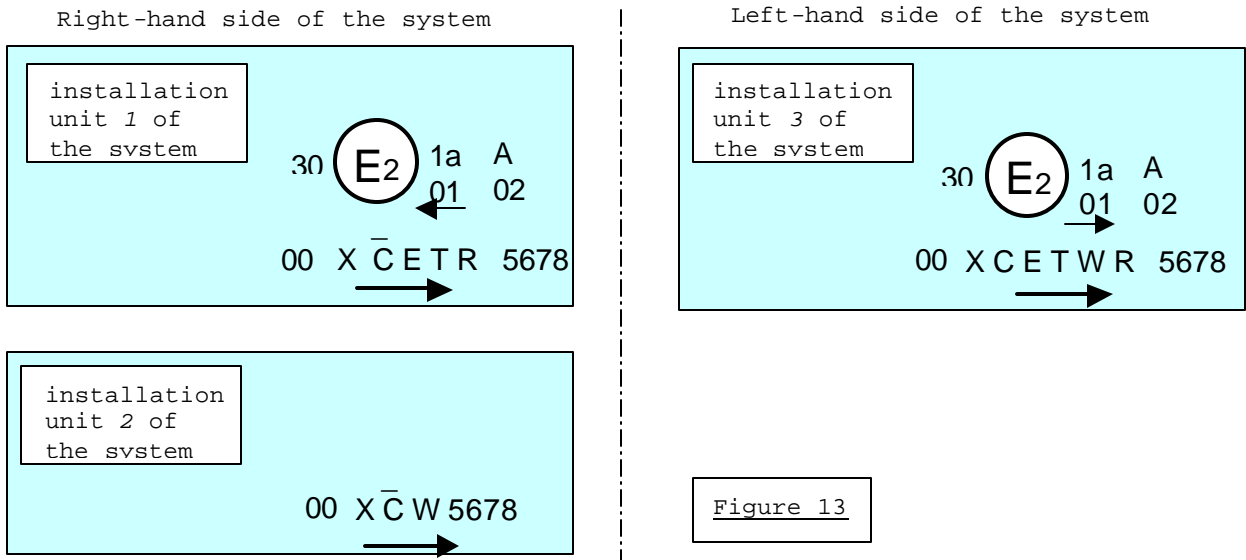 Right-hand side of the system
installation
unit 1 of
the system
30 E2 1a A
01 02
00 X C̅ E T R 5678
installation
unit 2 of
the system
00 X C̅ W 5678
Left-hand side of the system
installation
unit 3 of
the system
30 E2 1a A
01 02
00 X C E T W R 5678
Figure 13